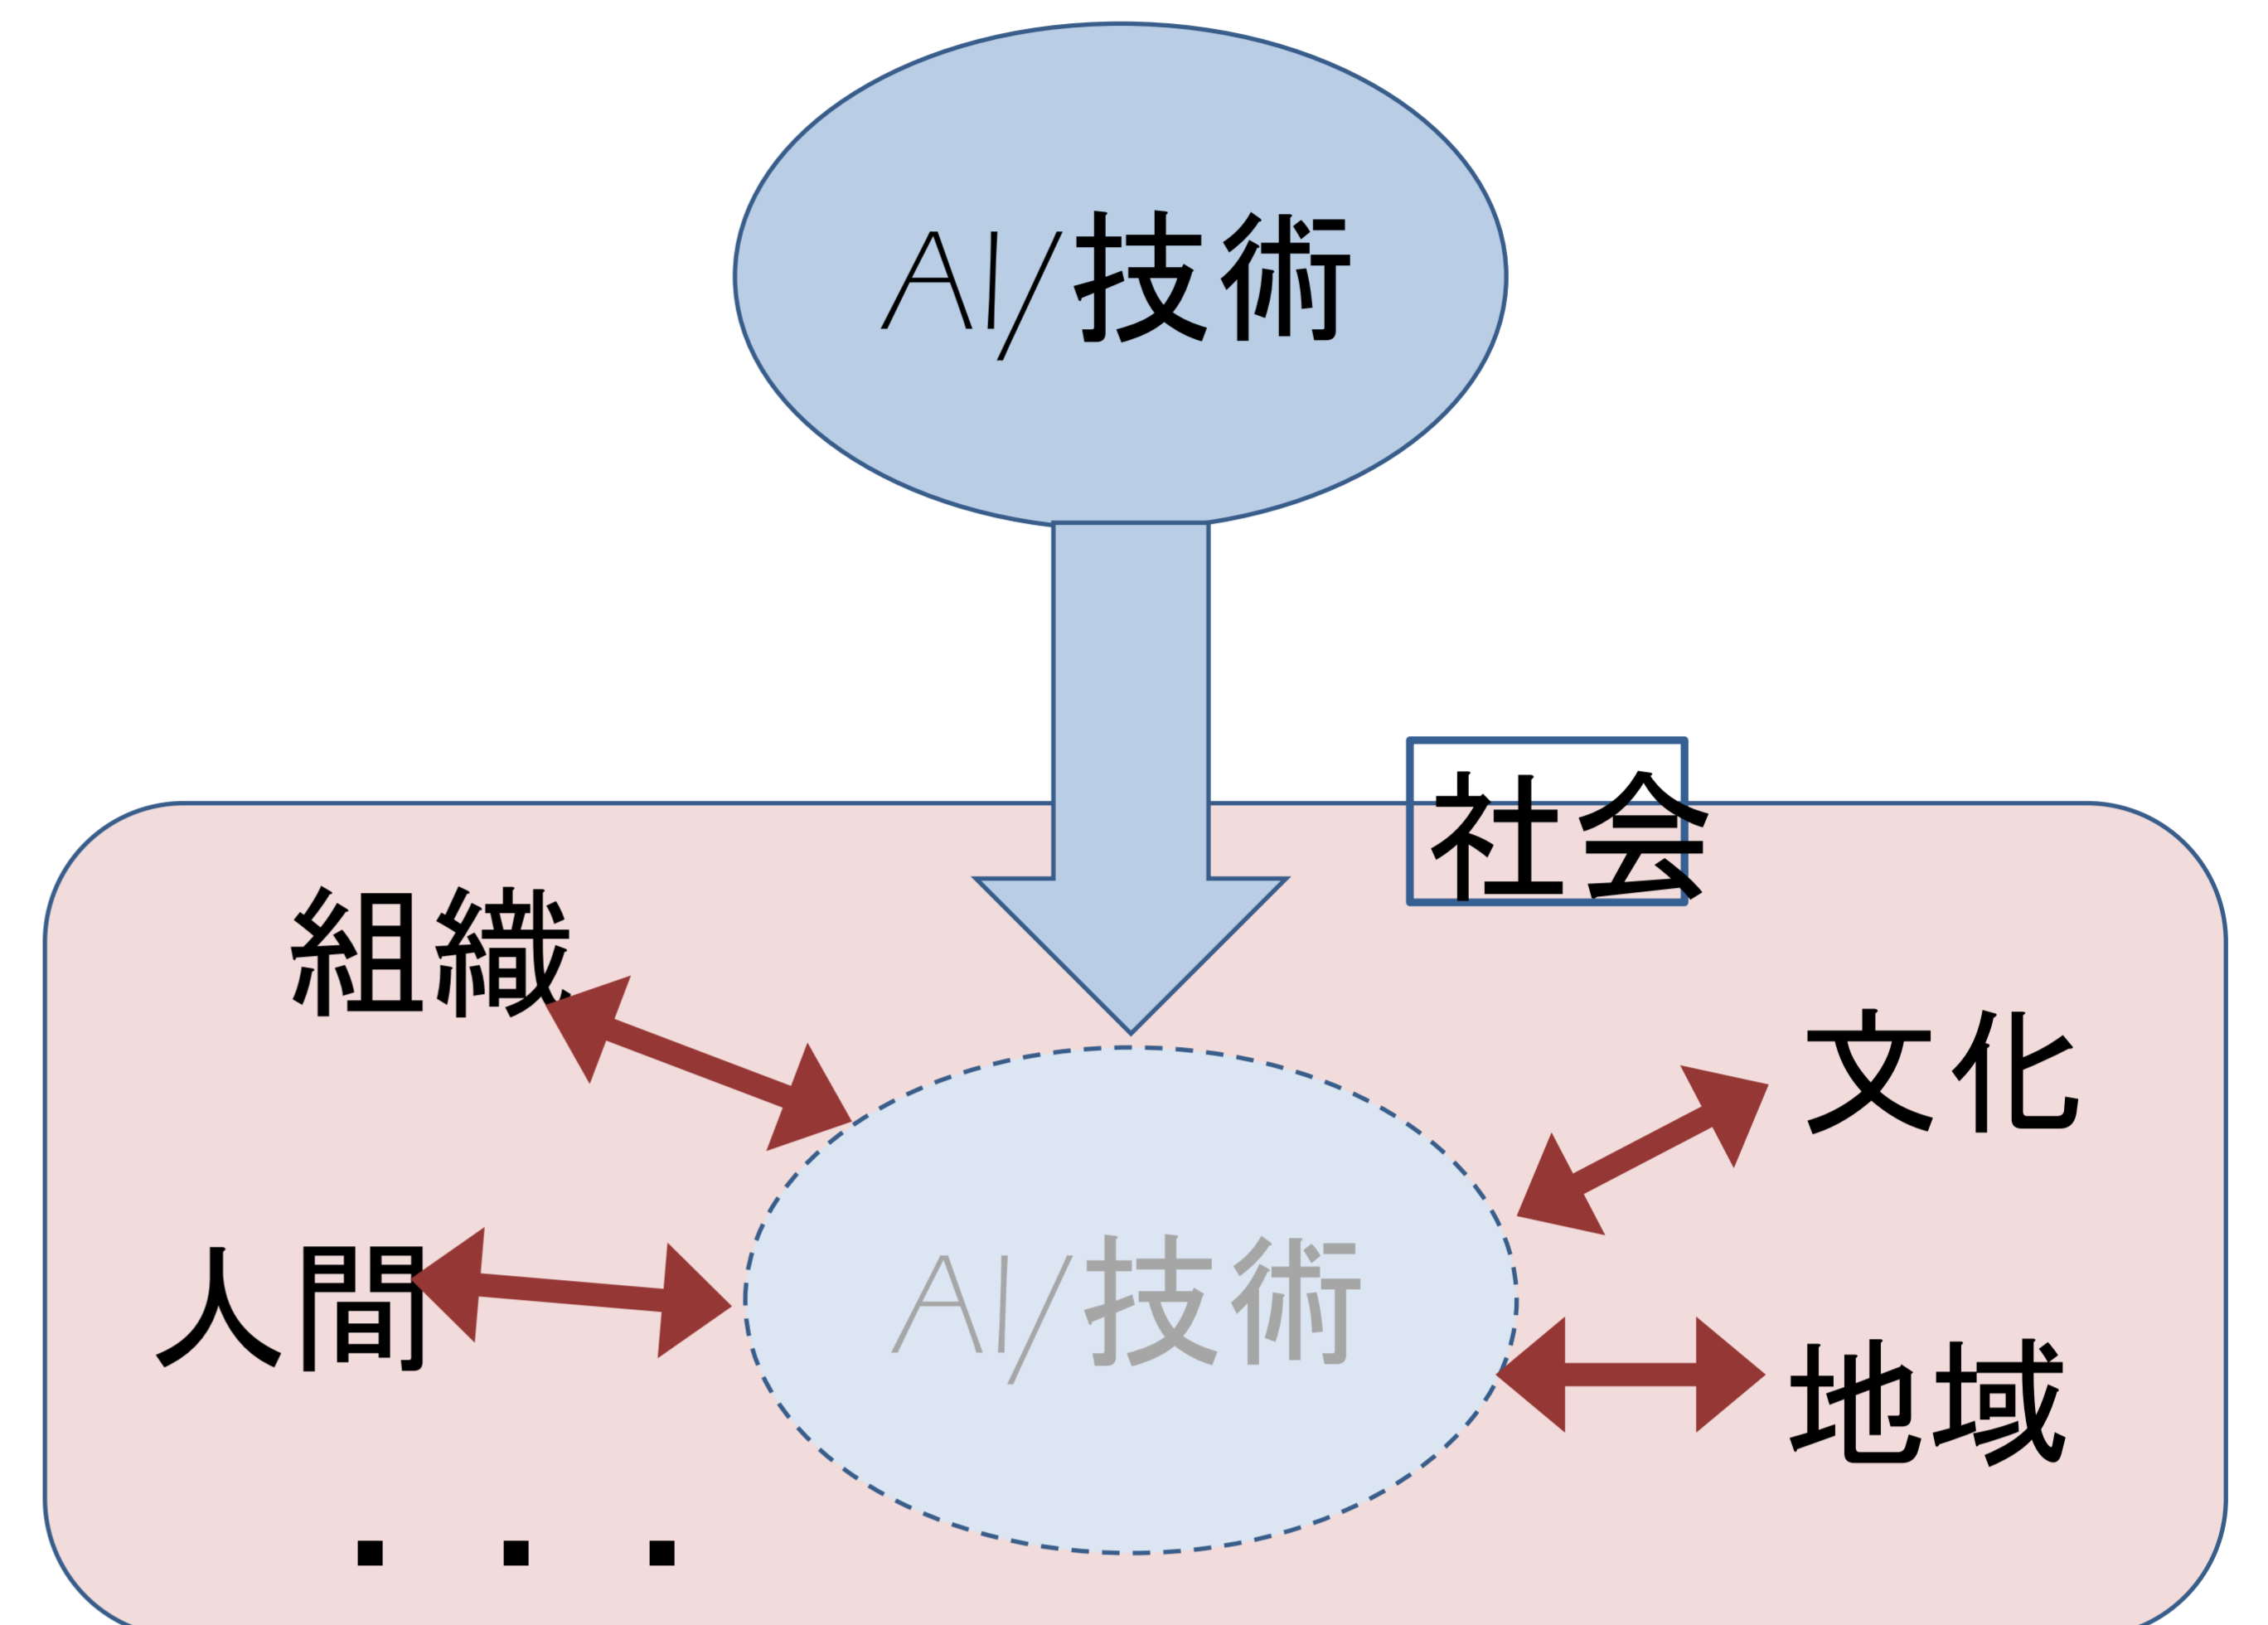 AI/技術
社会
組織
文化
人間
AI/技術
地域
・・・